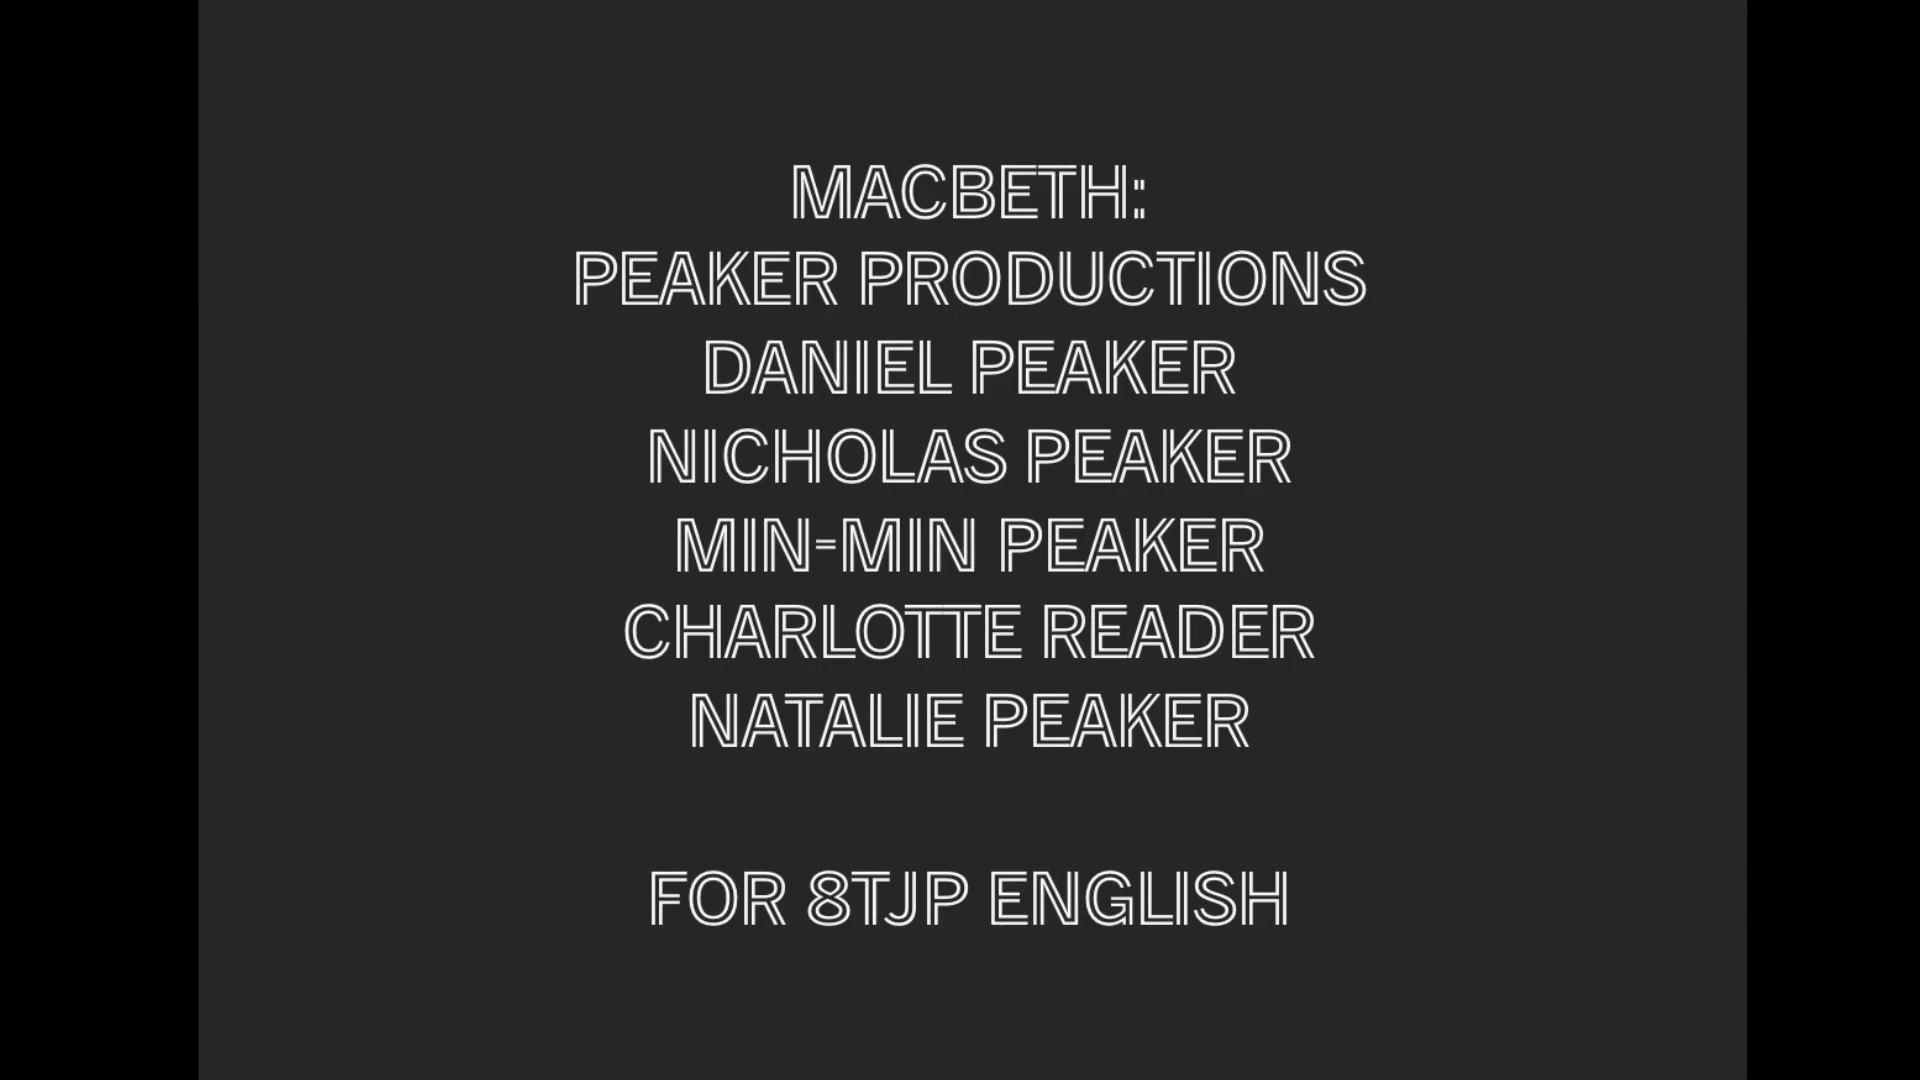 MACBETH:
PEAKER PRODUCTIONS
DANIEL PEAKER
NICHOLAS PEAKER
MIN-MIN PEAKER
CHARLOTTE READER
NATALIE PEAKER
FOR 8TJP ENGLISH